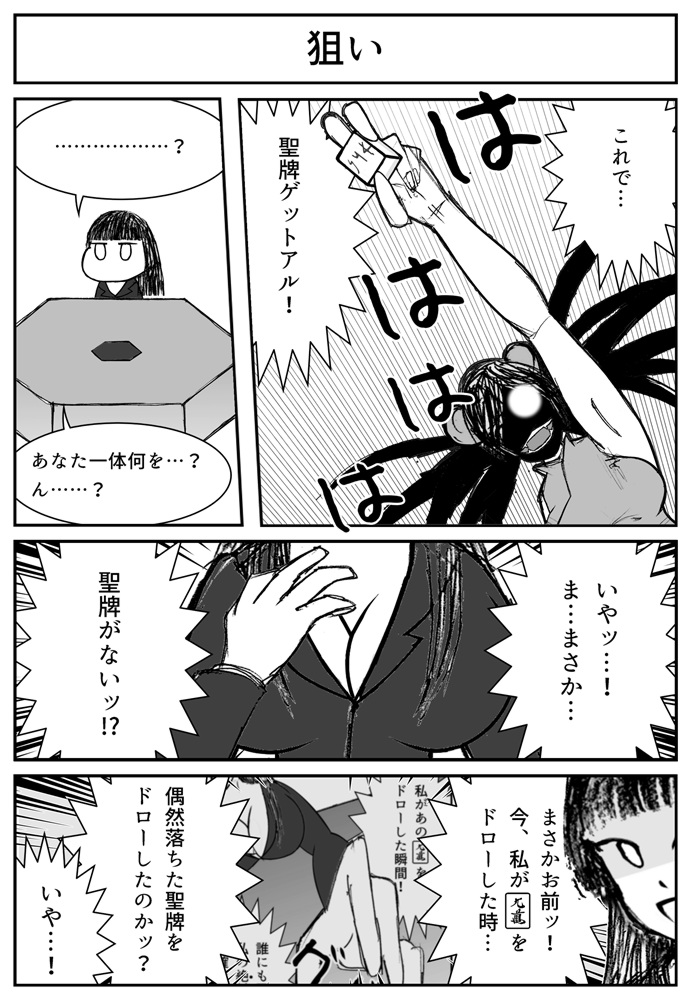 狙い
これで…
聖牌ゲットアル！
は
は
は
は
………………？
あなた一体何を…？
ん……？
いやッ…！
ま…まさか…
聖牌がないッ!?
まさかお前ッ！
今、私が九萬を
ドローした時…
私があの九萬を
ドローした瞬間！
誰にも
偶然落ちた聖牌を
ドローしたのかッ？
いや…！